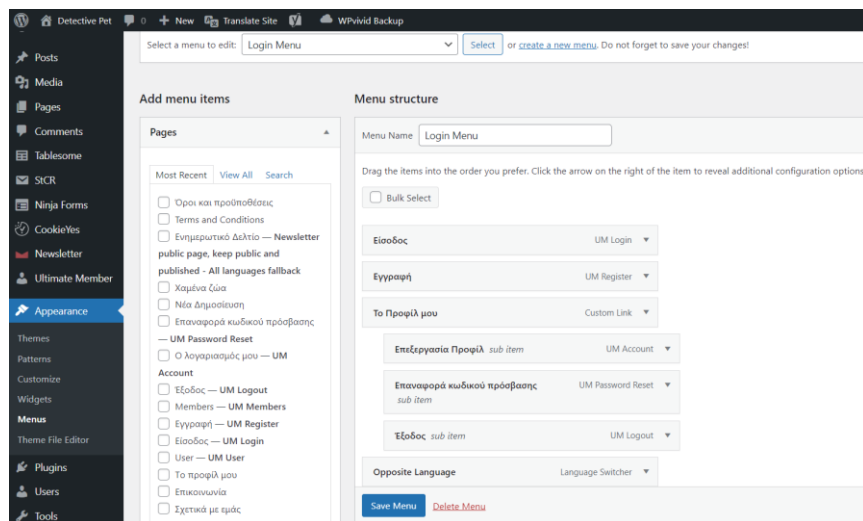 Detective Pet 0 New Translate Site WPvivid Backup
Posts
Media
Pages
Comments
Tablesome
StCR
Ninja Forms
CookieYes
Newsletter
Ultimate Member
Appearance
Themes
Patterns
Customize
Widgets
Menus
Theme File Editor
Plugins
Users
Tools
Select a menu to edit: Login Menu Select or create a new menu. Do not forget to save your changes!
Add menu items
Pages
Most Recent View All Search
Όροι και προϋποθέσεις
Terms and Conditions
Ενημερωτικό Δελτίο — Newsletter
public page, keep public and
published - All languages fallback
Χαμένα ζώα
Νέα Δημοσίευση
Επαναφορά κωδικού πρόσβασης
— UM Password Reset
Ο λογαριασμός μου — UM
Account
Έξοδος — UM Logout
Members — UM Members
Εγγραφή — UM Register
Είσοδος — UM Login
User — UM User
Το προφίλ μου
Επικοινωνία
Σχετικά με εμάς
Menu structure
Menu Name Login Menu
Drag the items into the order you prefer. Click the arrow on the right of the item to reveal additional configuration options
Bulk Select
Είσοδος UM Login
Εγγραφή UM Register
Το Προφίλ μου Custom Link
Επεξεργασία Προφίλ sub item UM Account
Επαναφορά κωδικού πρόσβασης UM Password Reset
sub item
Έξοδος sub item UM Logout
Opposite Language Language Switcher
Save Menu Delete Menu